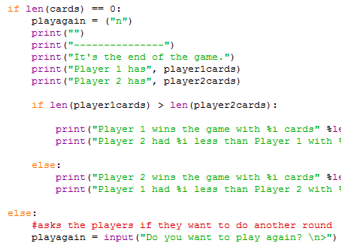 if len(cards) == 0:
playagain = ("n")
print("")
print("---------------")
print("It's the end of the game.")
print("Player 1 has", player1cards)
print("Player 2 has", player2cards)
if len(player1cards) > len(player2cards):
print("Player 1 wins the game with %i cards" %le
print("Player 2 had %i less than Player 1 with %
else:
print("Player 2 wins the game with %i cards" %le
print("Player 1 had %i less than Player 2 with %
else:
#asks the players if they want to do another round
playagain = input("Do you want to play again? \n>")